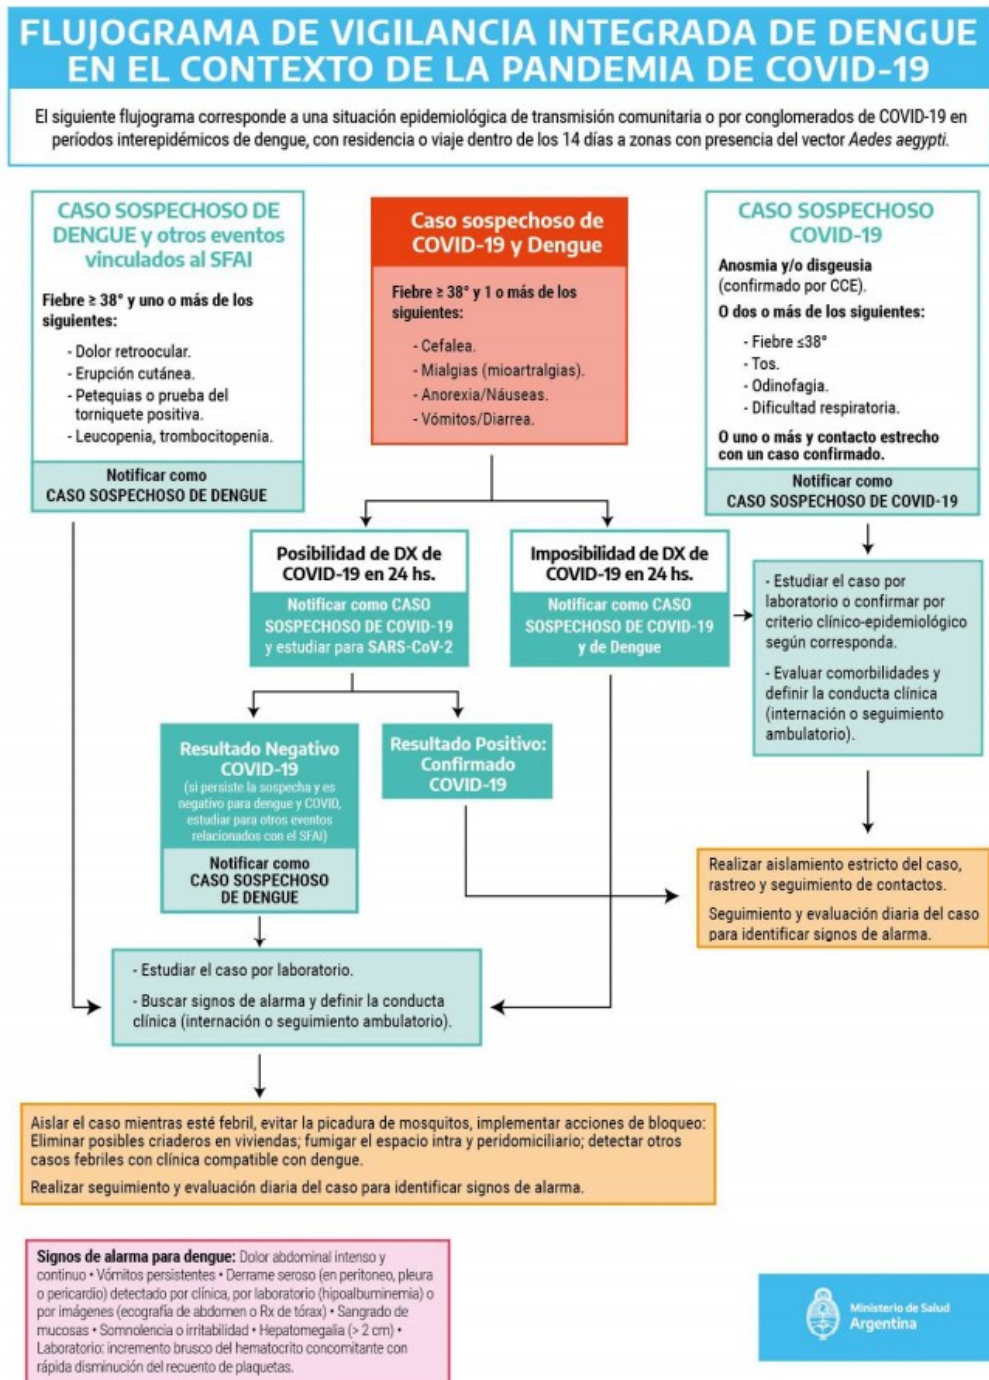 FLUJOGRAMA DE VIGILANCIA INTEGRADA DE DENGUE
EN EL CONTEXTO DE LA PANDEMIA DE COVID-19
El siguiente flujograma corresponde a una situación epidemiológica de transmisión comunitaria o por conglomerados de COVID-19 en
períodos interepidémicos de dengue, con residencia o viaje dentro de los 14 días a zonas con presencia del vector Aedes aegypti.
CASO SOSPECHOSO DE
DENGUE y otros eventos
vinculados al SFAI
Fiebre ≥ 38° y uno o más de los
siguientes:
- Dolor retroocular.
- Erupción cutánea.
- Petequias o prueba del
torniquete positiva.
- Leucopenia, trombocitopenia.
Notificar como
CASO SOSPECHOSO DE DENGUE
Caso sospechoso de
COVID-19 y Dengue
Fiebre ≥ 38° y 1 o más de los
siguientes:
- Cefalea.
- Mialgias (mioartralgias).
- Anorexia/Náuseas.
- Vómitos/Diarrea.
CASO SOSPECHOSO
COVID-19
Anosmia y/o disgeusia
(confirmado por CCE).
O dos o más de los siguientes:
- Fiebre ≤38°
- Tos.
- Odinofagia.
- Dificultad respiratoria.
O uno o más y contacto estrecho
con un caso confirmado.
Notificar como
CASO SOSPECHOSO DE COVID-19
Posibilidad de DX de
COVID-19 en 24 hs.
Notificar como CASO
SOSPECHOSO DE COVID-19
y estudiar para SARS-CoV-2
Imposibilidad de DX de
COVID-19 en 24 hs.
Notificar como CASO
SOSPECHOSO DE COVID-19
y de Dengue
- Estudiar el caso por
laboratorio o confirmar por
criterio clínico-epidemiológico
según corresponda.
- Evaluar comorbilidades y
definir la conducta clínica
(internación o seguimiento
ambulatorio).
Resultado Negativo
COVID-19
(si persiste la sospecha y es
negativo para dengue y COVID,
estudiar para otros eventos
relacionados con el SFAI)
Notificar como
CASO SOSPECHOSO
DE DENGUE
Resultado Positivo:
Confirmado
COVID-19
Realizar aislamiento estricto del caso,
rastreo y seguimiento de contactos.
Seguimiento y evaluación diaria del caso
para identificar signos de alarma.
- Estudiar el caso por laboratorio.
- Buscar signos de alarma y definir la conducta
clínica (internación o seguimiento ambulatorio).
Aislar el caso mientras esté febril, evitar la picadura de mosquitos, implementar acciones de bloqueo:
Eliminar posibles criaderos en viviendas; fumigar el espacio intra y peridomiciliario; detectar otros
casos febriles con clínica compatible con dengue.
Realizar seguimiento y evaluación diaria del caso para identificar signos de alarma.
Signos de alarma para dengue: Dolor abdominal intenso y
continuo • Vómitos persistentes • Derrame seroso (en peritoneo, pleura
o pericardio) detectado por clínica, por laboratorio (hipoalbuminemia) o
por imágenes (ecografía de abdomen o Rx de tórax) • Sangrado de
mucosas • Somnolencia o irritabilidad • Hepatomegalia (> 2 cm) •
Laboratorio: incremento brusco del hematocrito concomitante con
rápida disminución del recuento de plaquetas.
Ministerio de Salud
Argentina